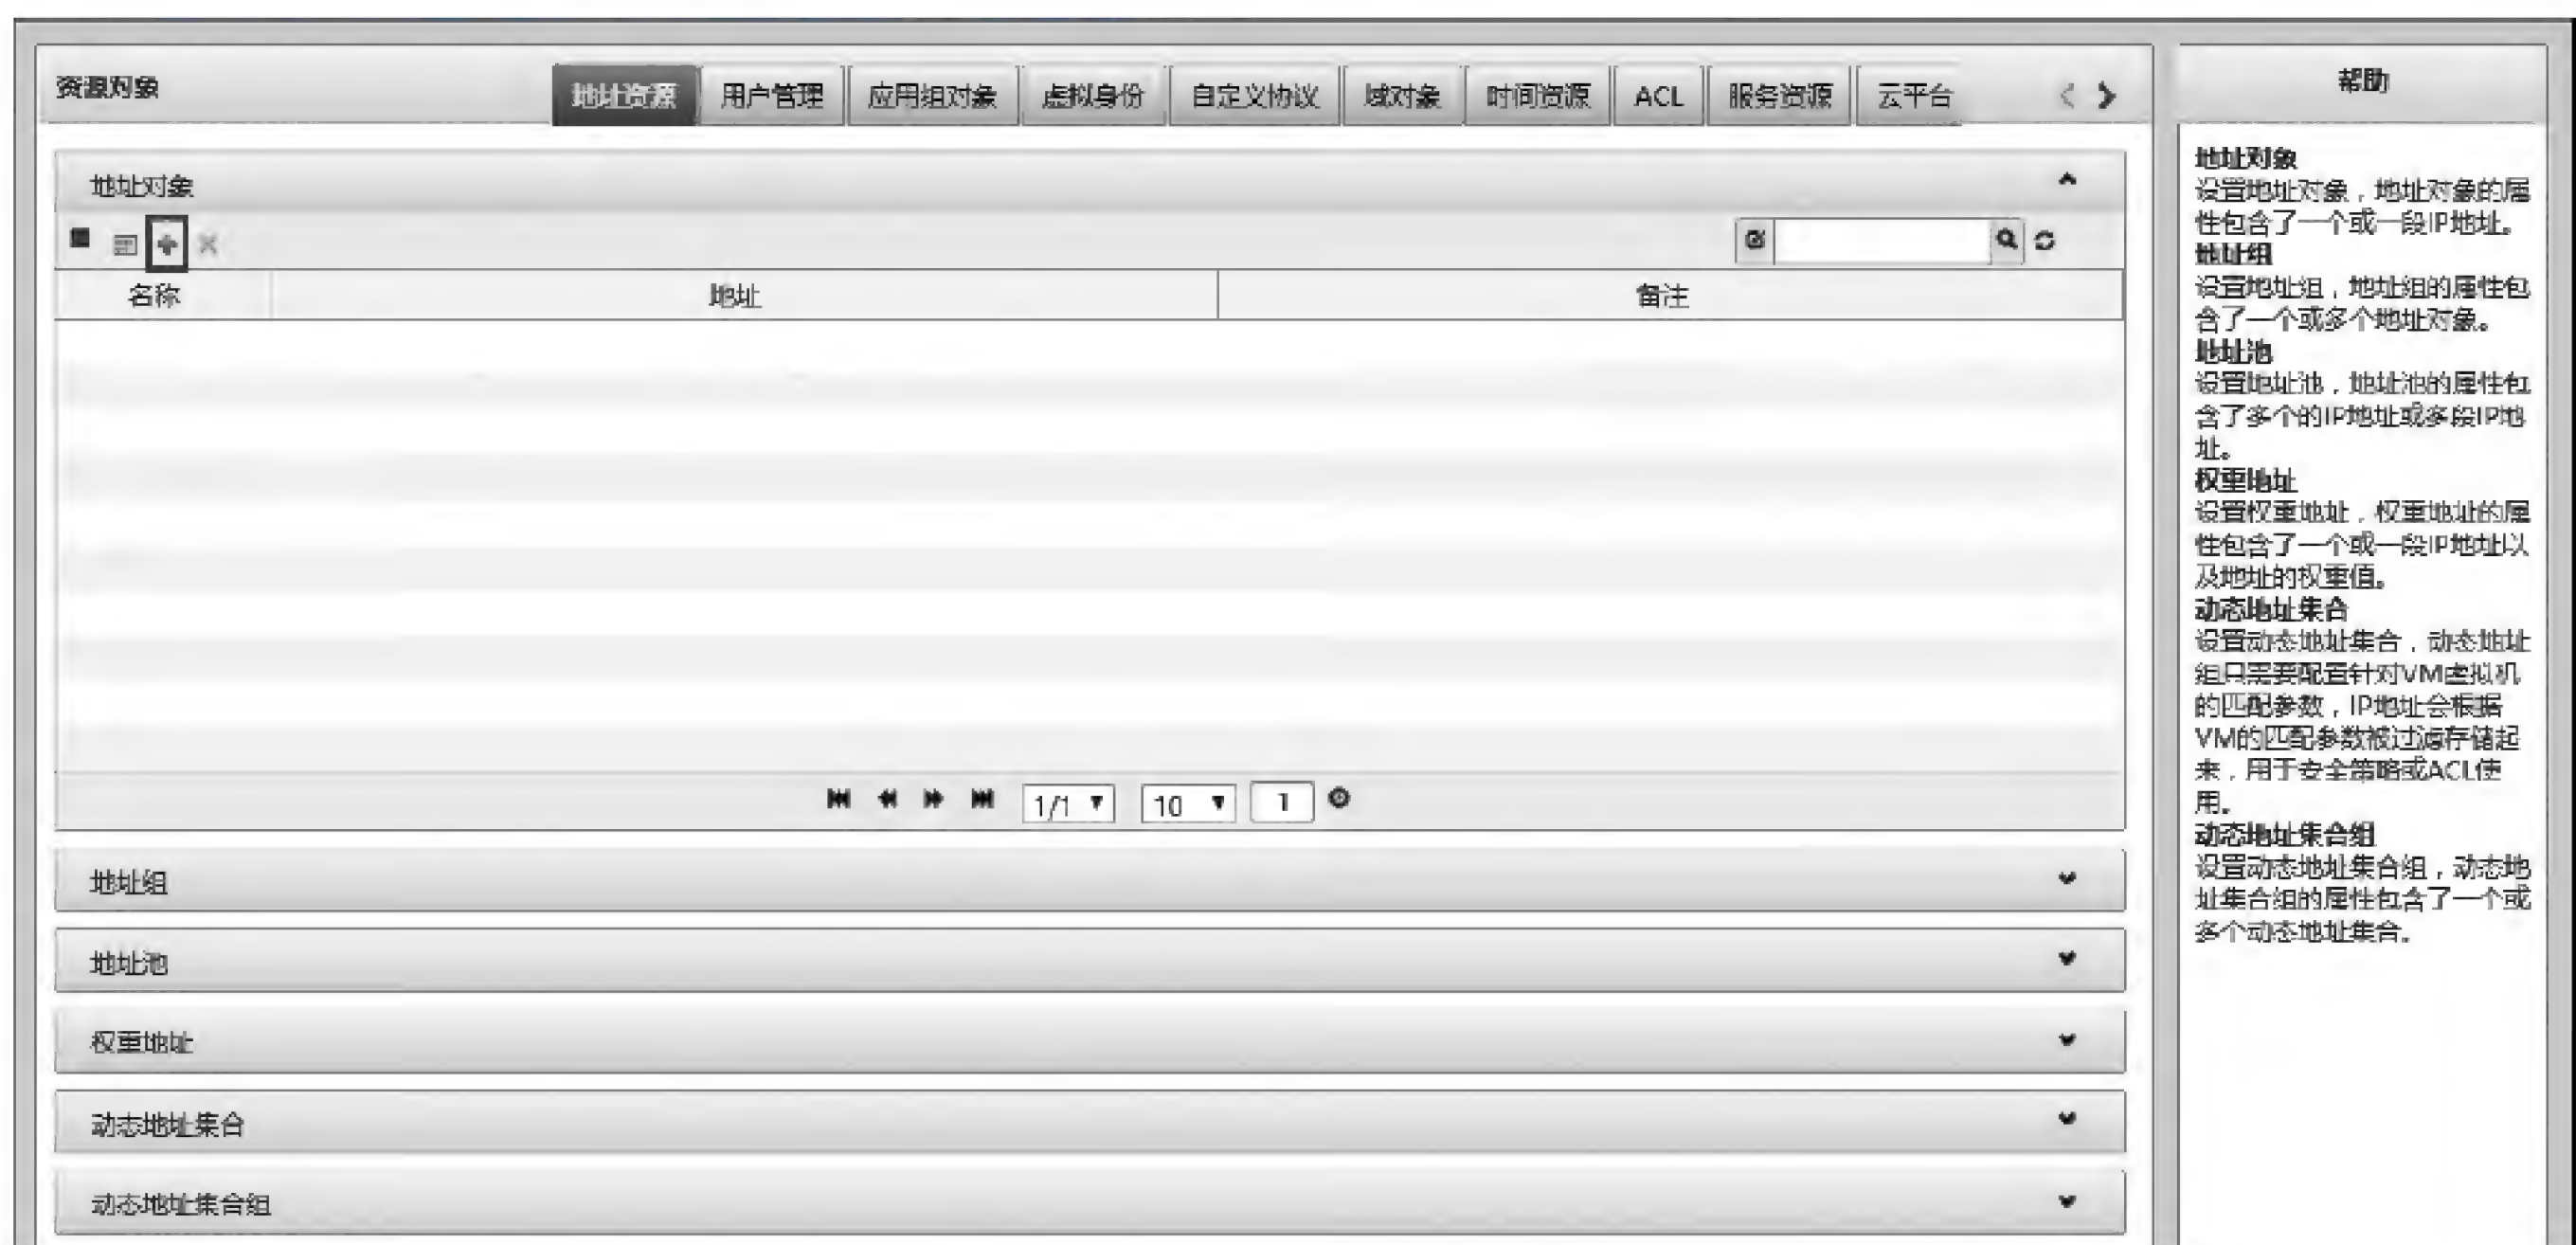 资源对象
地址资源 用户管理 应用组对象 虚拟身份 自定义协议 域对象 时间资源 ACL 服务资源 云平台
地址对象
名称 地址 备注
1/1 10 1
地址组
地址池
权重地址
动态地址集合
动态地址集合组
帮助
地址对象
设置地址对象，地址对象的属
性包含了一个或一段IP地址。
地址组
设置地址组，地址组的属性包
含了一个或多个地址对象。
地址池
设置地址池，地址池的属性包
含了多个的IP地址或多段IP地
址。
权重地址
设置权重地址，权重地址的属
性包含了一个或一段IP地址以
及地址的权重值。
动态地址集合
设置动态地址集合，动态地址
组只需要配置针对VM虚拟机
的匹配参数，IP地址会根据
VM的匹配参数被过滤存储起
来，用于安全策略或ACL使
用。
动态地址集合组
设置动态地址集合组，动态地
址集合组的属性包含了一个或
多个动态地址集合。